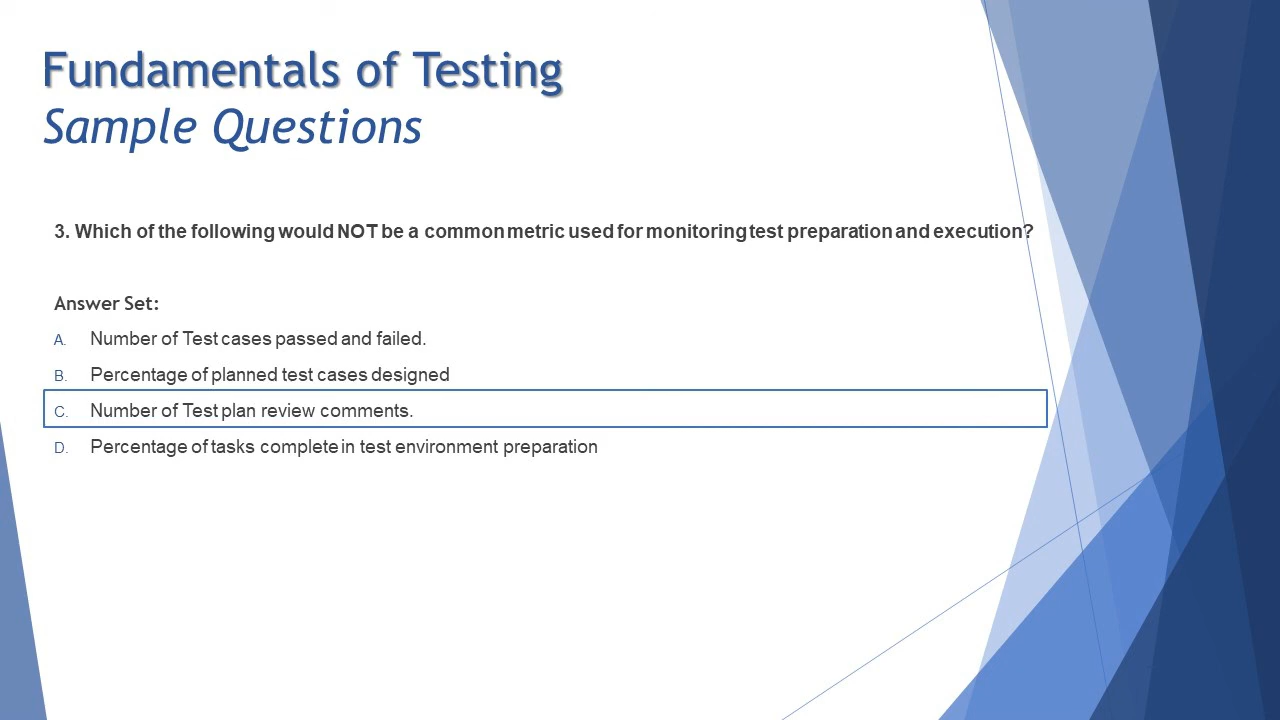 Fundamentals of Testing
Sample Questions
3. Which of the following would NOT be a common metric used for monitoring test preparation and execution?
Answer Set:
A. Number of Test cases passed and failed.
B. Percentage of planned test cases designed
C. Number of Test plan review comments.
D. Percentage of tasks complete in test environment preparation